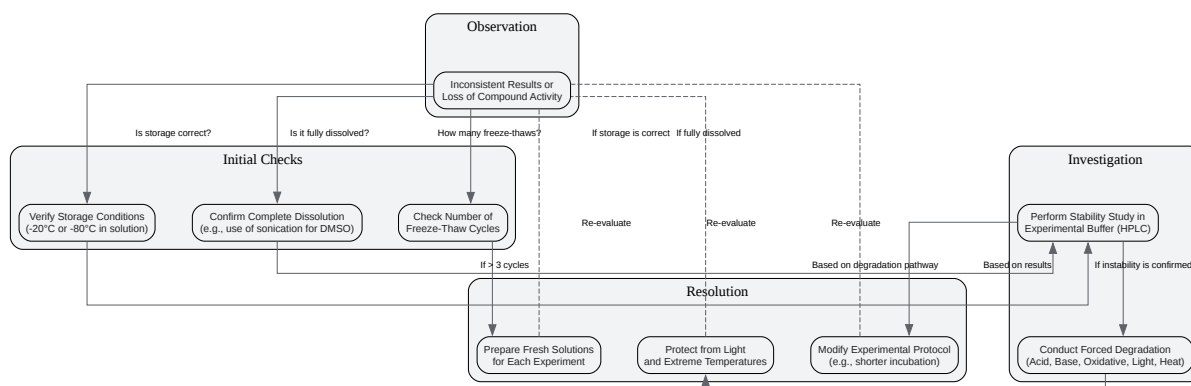 Observation
Inconsistent Results or
Loss of Compound Activity
Is storage correct?
Is it fully dissolved?
How many freeze-thaws?
If storage is correct
If fully dissolved
Initial Checks
Investigation
Verify Storage Conditions
(-20°C or -80°C in solution)
Confirm Complete Dissolution
(e.g., use of sonication for DMSO)
Check Number of
Freeze-Thaw Cycles
Re-evaluate
Re-evaluate
Re-evaluate
Perform Stability Study in
Experimental Buffer (HPLC)
If > 3 cycles
Based on degradation pathway
Based on results
If instability is confirmed
Resolution
Prepare Fresh Solutions
for Each Experiment
Protect from Light
and Extreme Temperatures
Modify Experimental Protocol
(e.g., shorter incubation)
Conduct Forced Degradation
(Acid, Base, Oxidative, Light, Heat)